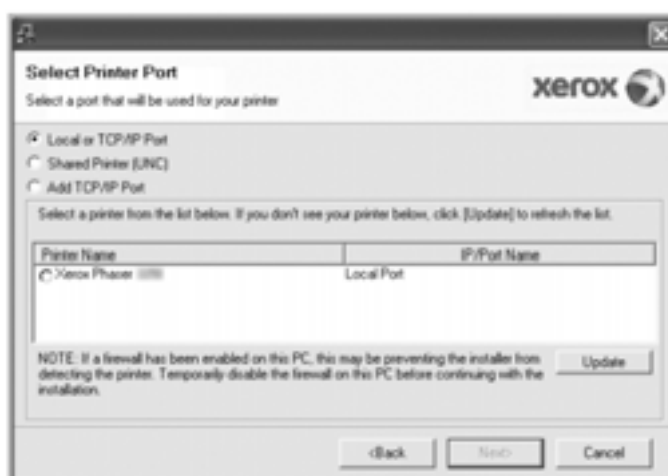 Select Printer Port
Select a port that will be used for your printer
xerox
Local or TCP/IP Port
Shared Printer (UNC)
Add TCP/IP Port
Select a printer from the list below. If you don't see your printer below, click [Update] to refresh the list.
Printer Name IP/Port Name
Xerox Phaser Local Port
NOTE: If a firewall has been enabled on this PC, this may be preventing the installer from
detecting the printer. Temporarily disable the firewall on this PC before continuing with the
installation.
Update
<Back Next> Cancel